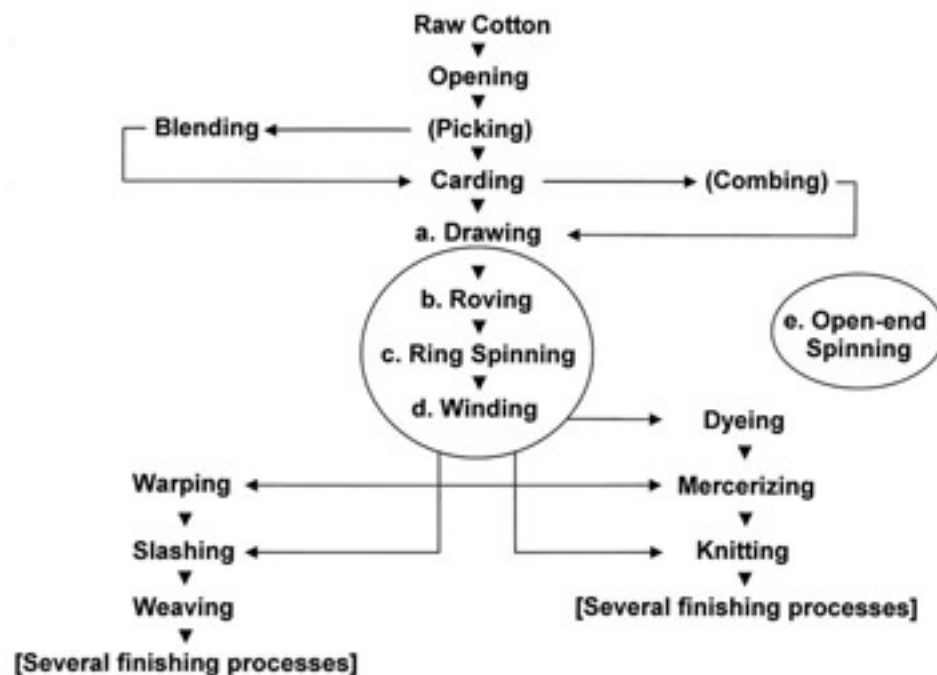 Raw Cotton
Opening
Blending
(Picking)
Carding
(Combing)
a. Drawing
b. Roving
c. Ring Spinning
d. Winding
e. Open-end
Spinning
Dyeing
Warping
Mercerizing
Slashing
Knitting
Weaving
[Several finishing processes]
[Several finishing processes]